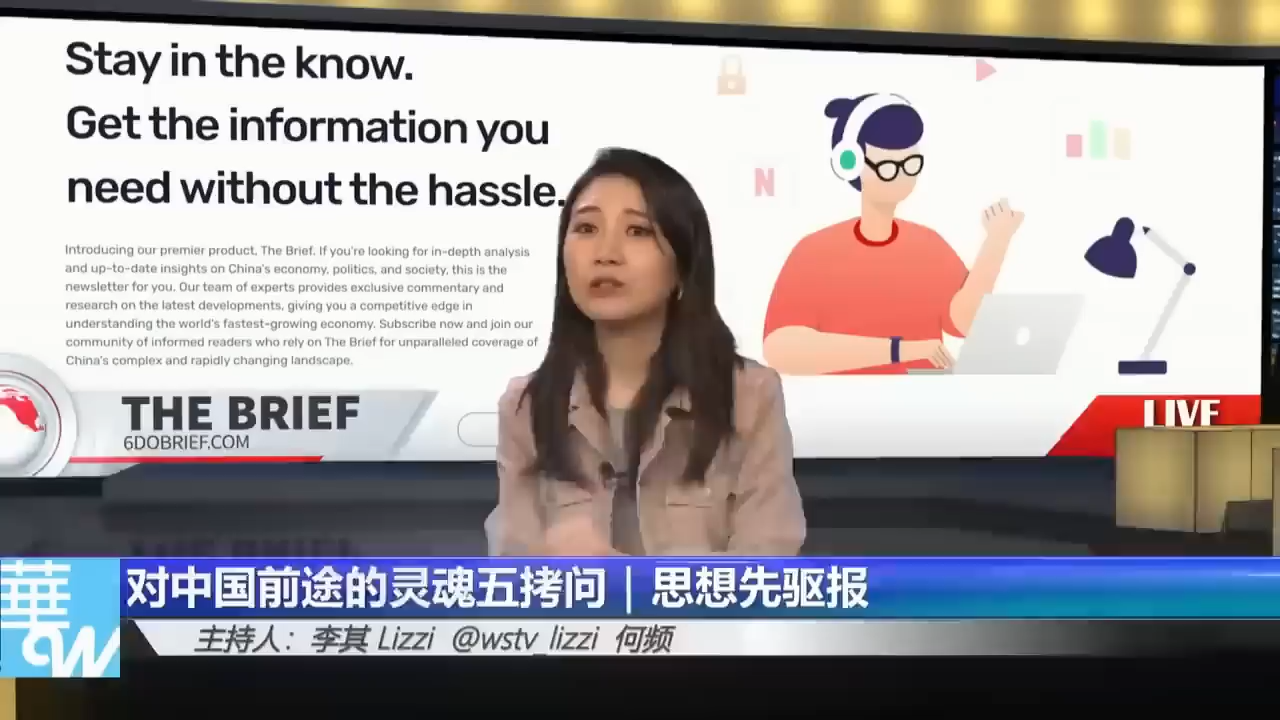 Stay in the know.
Get the information you
need without the hassle.
Introducing our premier product, The Brief. If you're looking for in-depth analysis
and up-to-date insights on China's economy, politics, and society, this is the
newsletter for you. Our team of experts provides exclusive commentary and
research on the latest developments, giving you a competitive edge in
understanding the world's fastest-growing economy. Subscribe now and join our
community of informed readers who rely on The Brief for unparalleled coverage of
China's complex and rapidly changing landscape.
N
THE BRIEF
6DOBRIEF.COM
LIVE
華
W
对中国前途的灵魂五拷问｜思想先驱报
主持人：李其 Lizzi @wstv_lizzi 何频